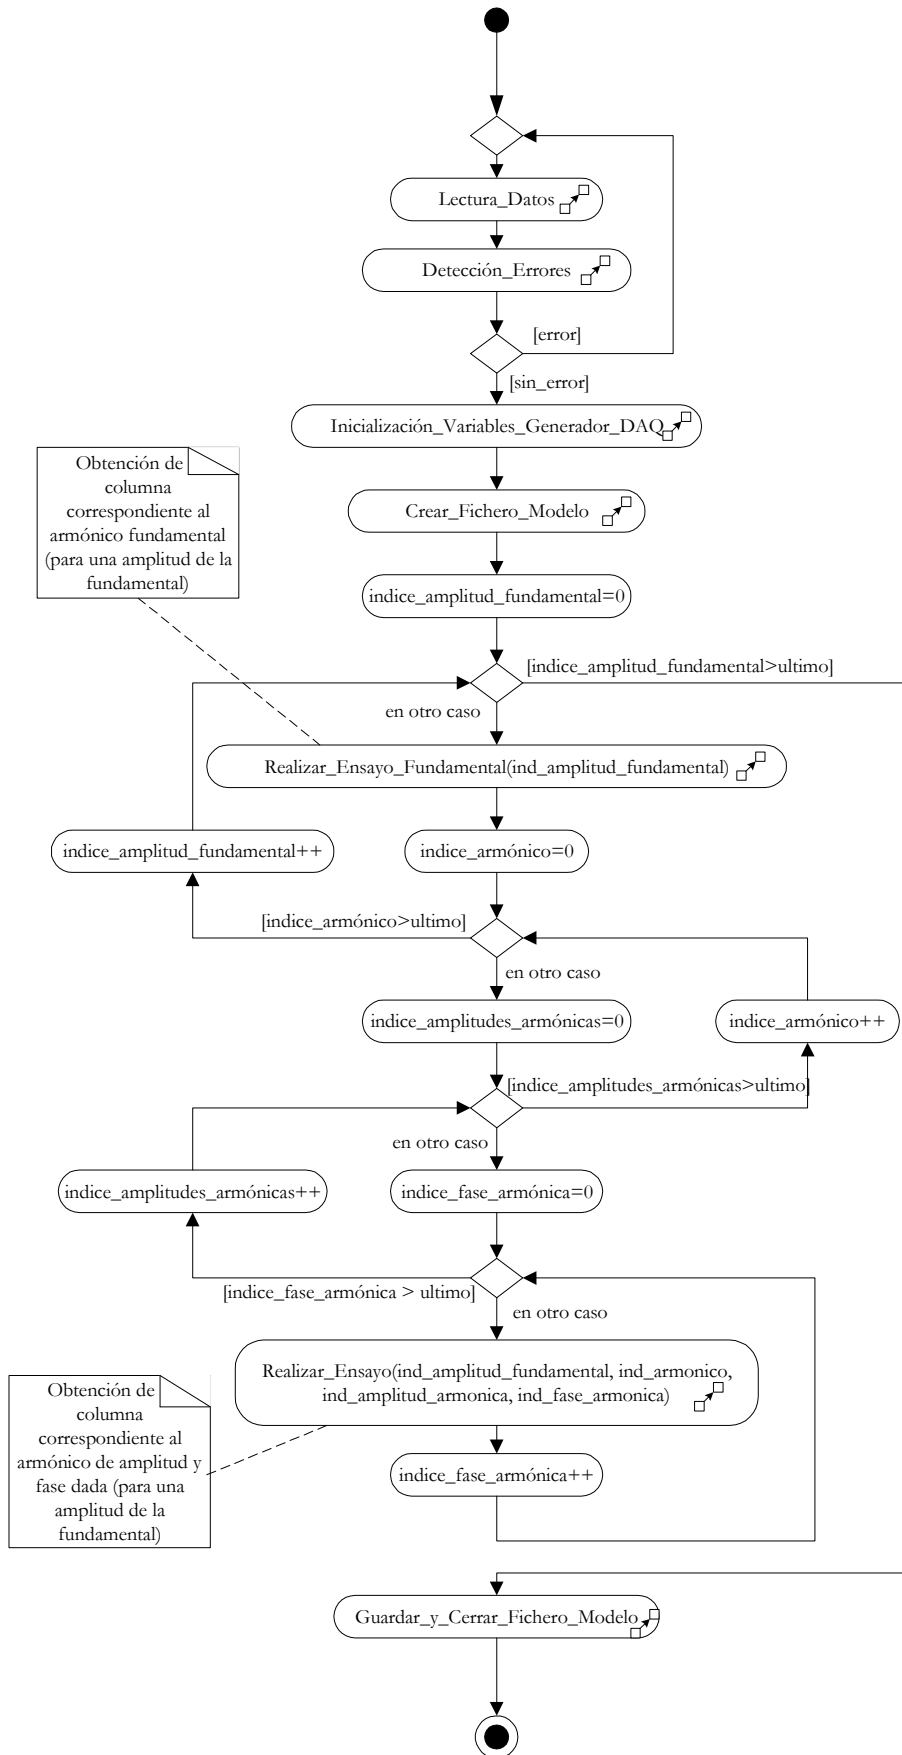 Lectura_Datos
Detección_Errores
[error]
[sin_error]
Inicialización_Variables_Generador_DAQ
Obtención de
columna
correspondiente al
armónico fundamental
(para una amplitud de la
fundamental)
Crear_Fichero_Modelo
indice_amplitud_fundamental=0
[indice_amplitud_fundamental>ultimo]
en otro caso
Realizar_Ensayo_Fundamental(ind_amplitud_fundamental)
indice_amplitud_fundamental++
indice_armónico=0
[indice_armónico>ultimo]
en otro caso
indice_amplitudes_armónicas=0
indice_armónico++
[indice_amplitudes_armónicas>ultimo]
en otro caso
indice_amplitudes_armónicas++
indice_fase_armónica=0
[indice_fase_armónica > ultimo]
en otro caso
Realizar_Ensayo(ind_amplitud_fundamental, ind_armonico,
ind_amplitud_armonica, ind_fase_armonica)
Obtención de
columna
correspondiente al
armónico de amplitud y
fase dada (para una
amplitud de la
fundamental)
indice_fase_armónica++
Guardar_y_Cerrar_Fichero_Modelo